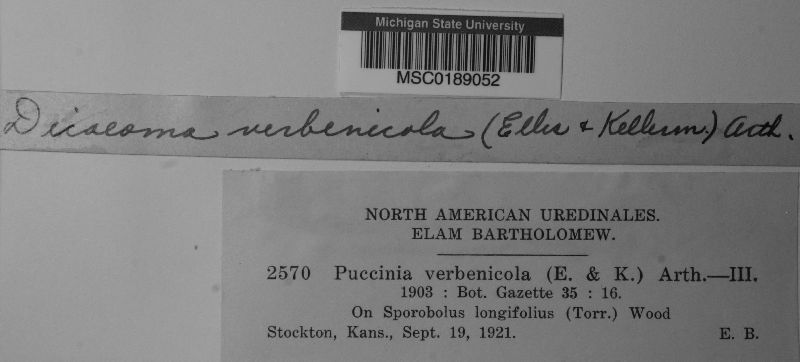 Michigan State University
MSC0189052
Dicaeoma verbenicola (Ellis & Kellerm.) Arth.
NORTH AMERICAN UREDINALES.
ELAM BARTHOLOMEW.
2570 Puccinia verbenicola (E. & K.) Arth.—III.
1903 : Bot. Gazette 35 : 16.
On Sporobolus longifolius (Torr.) Wood
Stockton, Kans., Sept. 19, 1921. E. B.